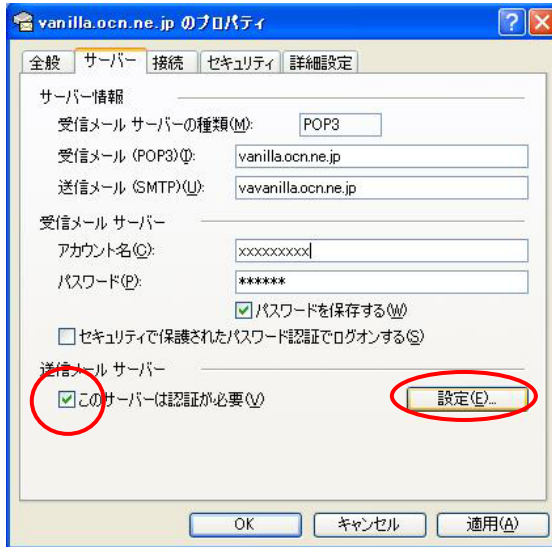 vanilla.ocn.ne.jp のプロパティ
全般 サーバー 接続 セキュリティ 詳細設定
サーバー情報
受信メール サーバーの種類(M): POP3
受信メール (POP3)(I): vanilla.ocn.ne.jp
送信メール (SMTP)(U): vavanilla.ocn.ne.jp
受信メール サーバー
アカウント名(C): xxxxxxxxx
パスワード(P): ******
パスワードを保存する(W)
セキュリティで保護されたパスワード認証でログオンする(S)
送信メール サーバー
このサーバーは認証が必要(V) 設定(E)...
OK キャンセル 適用(A)